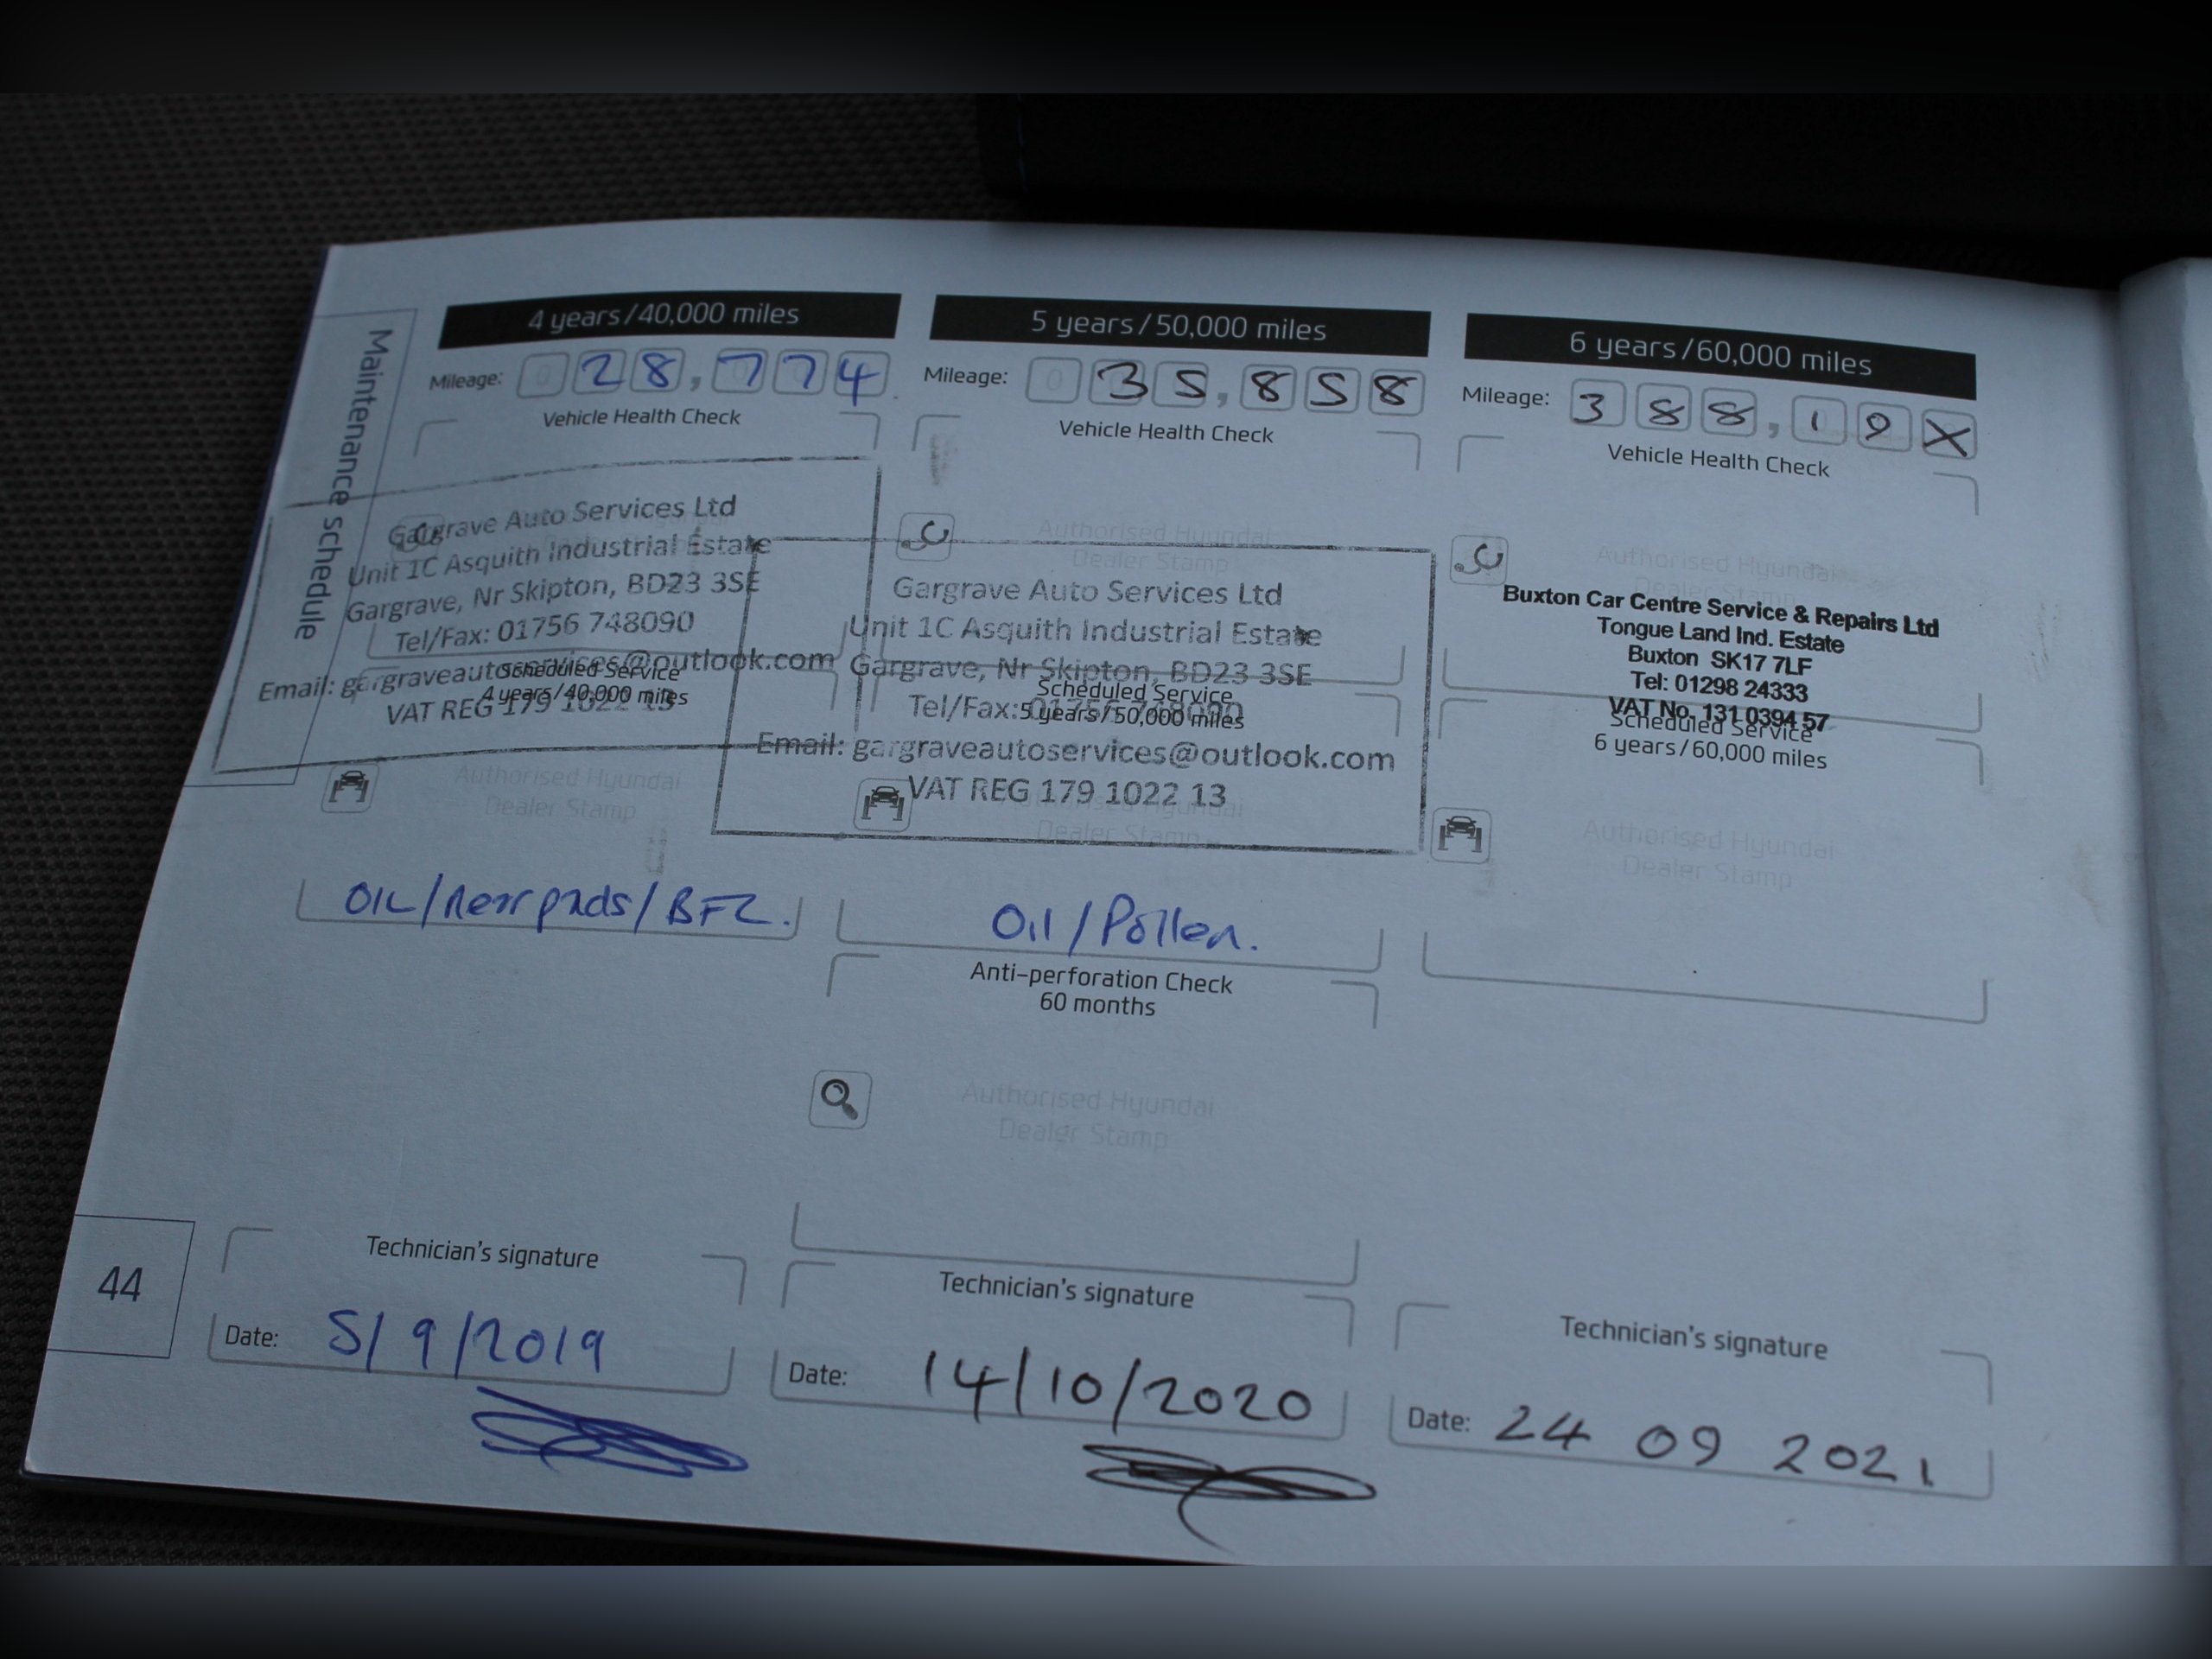 Maintenance schedule
4 years/40,000 miles
Mileage: 028,774
Vehicle Health Check
Gargrave Auto Services Ltd
Unit 1C Asquith Industrial Estate
Gargrave, Nr Skipton, BD23 3SE
Tel/Fax: 01756 748090
Email: gargraveautoservices@outlook.com
VAT REG 179 1022 13
Scheduled Service
4 years/40,000 miles
Authorised Hyundai
Dealer Stamp
OIL/Rear pads/BFL.
Technician's signature
Date: 5/9/2019
5 years/50,000 miles
Mileage: 035,858
Vehicle Health Check
Authorised Hyundai
Dealer Stamp
Gargrave Auto Services Ltd
Unit 1C Asquith Industrial Estate
Gargrave, Nr Skipton, BD23 3SE
Tel/Fax: 01756 748090
Scheduled Service
5 years/50,000 miles
Email: gargraveautoservices@outlook.com
VAT REG 179 1022 13
Authorised Hyundai
Dealer Stamp
Oil/Pollen.
Anti-perforation Check
60 months
Authorised Hyundai
Dealer Stamp
Technician's signature
Date: 14/10/2020
6 years/60,000 miles
Mileage: 388,19X
Vehicle Health Check
Authorised Hyundai
Dealer Stamp
Buxton Car Centre Service & Repairs Ltd
Tongue Land Ind. Estate
Buxton SK17 7LF
Tel: 01298 24333
VAT No. 131 0394 57
Scheduled Service
6 years/60,000 miles
Authorised Hyundai
Dealer Stamp
Technician's signature
Date: 24 09 2021
44